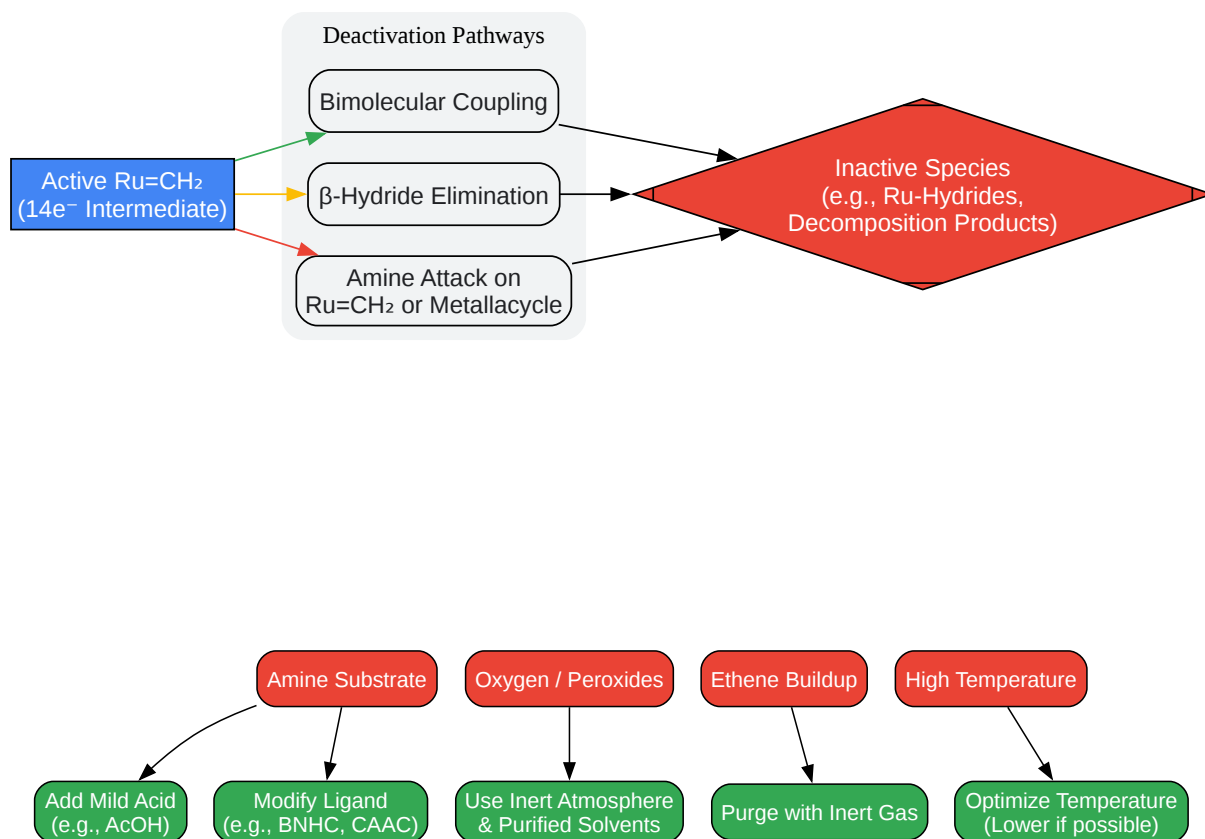 Deactivation Pathways
Bimolecular Coupling
Active Ru=CH₂
(14e⁻ Intermediate)
β-Hydride Elimination
Amine Attack on
Ru=CH₂ or Metallacycle
Inactive Species
(e.g., Ru-Hydrides,
Decomposition Products)
Amine Substrate
Oxygen / Peroxides
Ethene Buildup
High Temperature
Add Mild Acid
(e.g., AcOH)
Modify Ligand
(e.g., BNHC, CAAC)
Use Inert Atmosphere
& Purified Solvents
Purge with Inert Gas
Optimize Temperature
(Lower if possible)